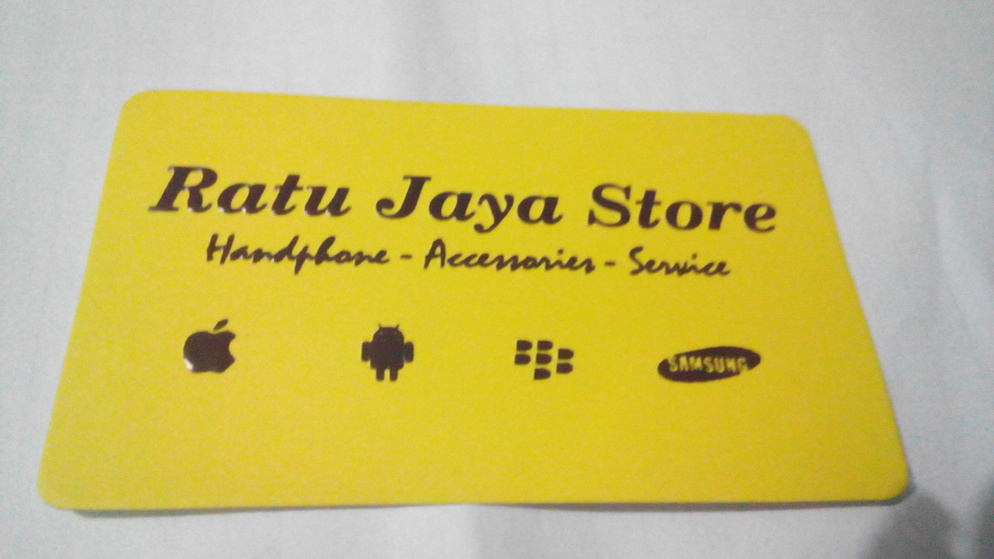 Ratu Jaya Store
Handphone - Accessories - Service
SAMSUNG